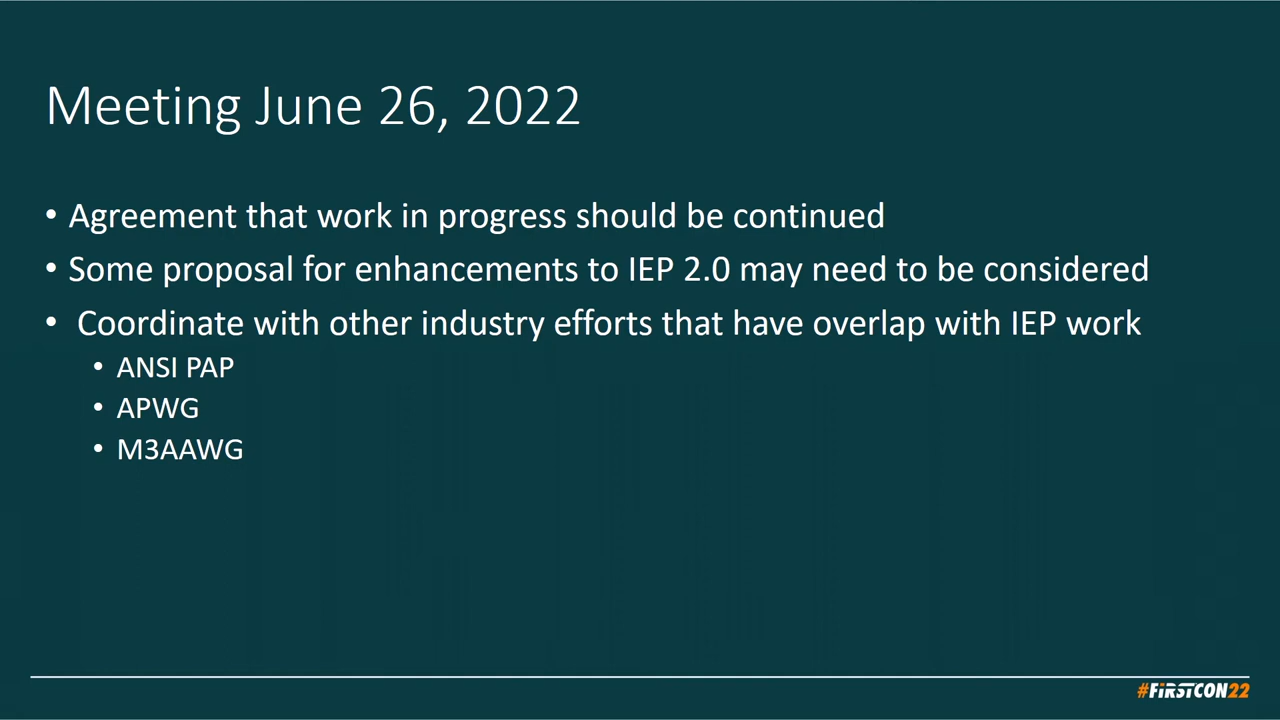 Meeting June 26, 2022
• Agreement that work in progress should be continued
• Some proposal for enhancements to IEP 2.0 may need to be considered
• Coordinate with other industry efforts that have overlap with IEP work
• ANSI PAP
• APWG
• M3AAWG
#FiRSTCON22